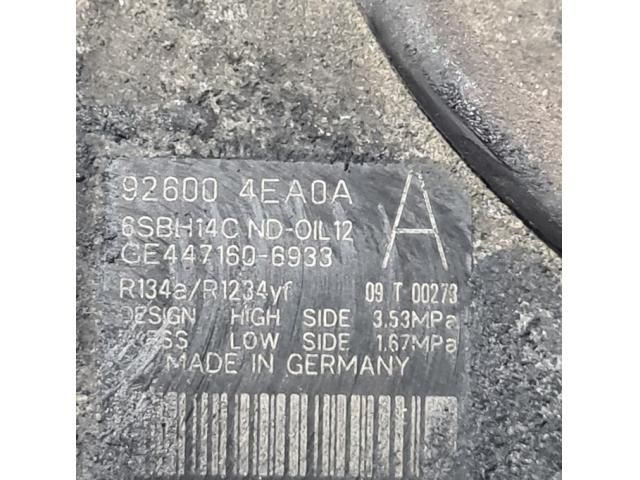 92600 4EA0A
A
6SBH14C ND-OIL12
GE447160-6933
R134a/R1234yf 09 T 00273
DESIGN HIGH SIDE 3.53MPa
PRESS LOW SIDE 1.67MPa
MADE IN GERMANY